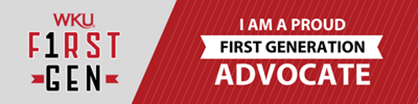 WKU.
F1RST
GEN
I AM A PROUD
FIRST GENERATION
ADVOCATE